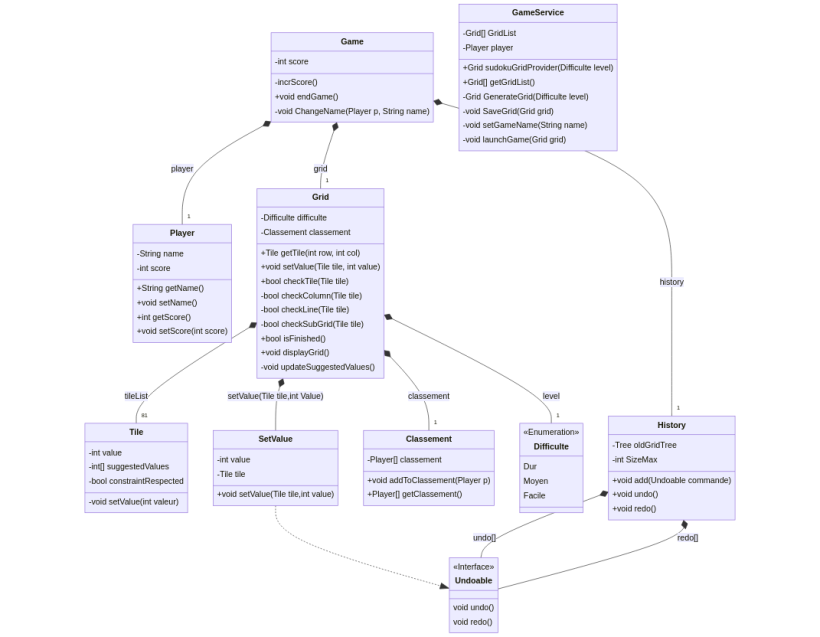 GameService
-Grid[] GridList
-Player player
+Grid sudokuGridProvider(Difficulte level)
+Grid[] getGridList()
-Grid GenerateGrid(Difficulte level)
-void SaveGrid(Grid grid)
-void setGameName(String name)
-void launchGame(Grid grid)
Game
-int score
-incrScore()
+void endGame()
-void ChangeName(Player p, String name)
player
1
grid
1
history
1
Grid
-Difficulte difficulte
-Classement classement
+Tile getTile(int row, int col)
+void setValue(Tile tile, int value)
+bool checkTile(Tile tile)
-bool checkColumn(Tile tile)
-bool checkLine(Tile tile)
-bool checkSubGrid(Tile tile)
+bool isFinished()
+void displayGrid()
-void updateSuggestedValues()
Player
-String name
-int score
+String getName()
+void setName()
+int getScore()
+void setScore(int score)
tileList
81
setValue(Tile tile,int Value)
classement
1
level
1
Tile
-int value
-int[] suggestedValues
-bool constraintRespected
-void setValue(int valeur)
SetValue
-int value
-Tile tile
+void setValue(Tile tile,int value)
Classement
-Player[] classement
+void addToClassement(Player p)
+Player[] getClassement()
«Enumeration»
Difficulte
Dur
Moyen
Facile
History
-Tree oldGridTree
-int SizeMax
+void add(Undoable commande)
+void undo()
+void redo()
undo[]
redo[]
«Interface»
Undoable
void undo()
void redo()